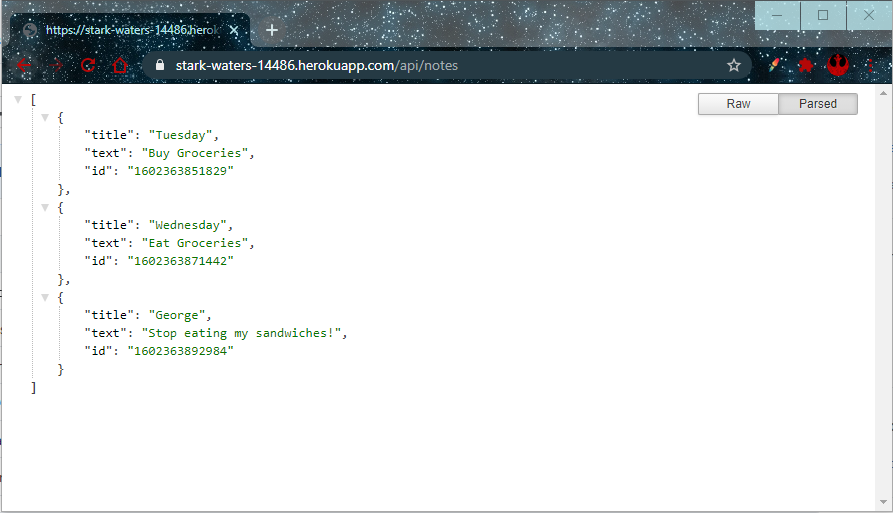 https://stark-waters-14486.herok
stark-waters-14486.herokuapp.com/api/notes
Raw Parsed
[
{
"title": "Tuesday",
"text": "Buy Groceries",
"id": "1602363851829"
},
{
"title": "Wednesday",
"text": "Eat Groceries",
"id": "1602363871442"
},
{
"title": "George",
"text": "Stop eating my sandwiches!",
"id": "1602363892984"
}
]